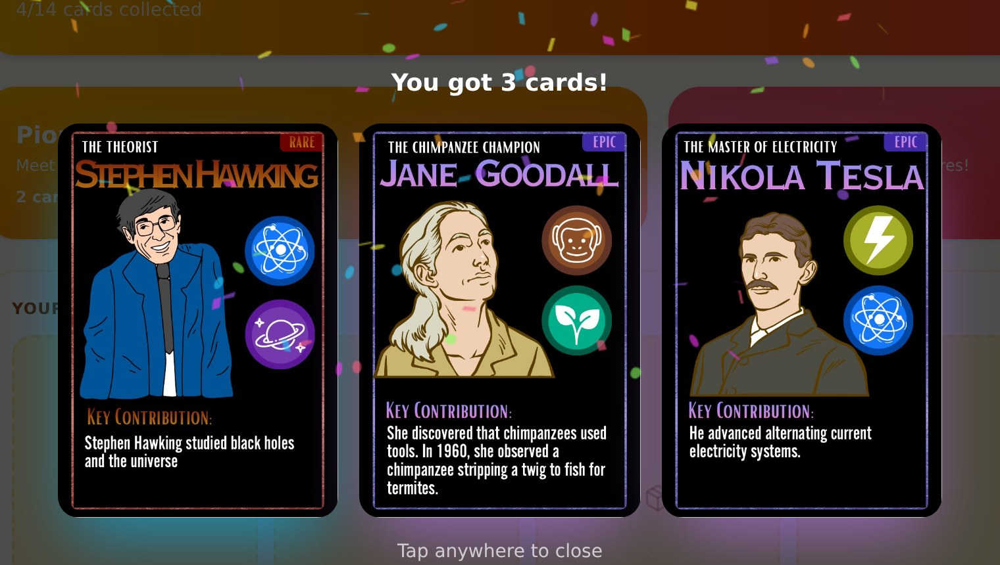 4/14 cards collected
You got 3 cards!
Meet
2
res!
YOUR
THE THEORIST
RARE
STEPHEN HAWKING
KEY CONTRIBUTION:
Stephen Hawking studied black holes
and the universe
THE CHIMPANZEE CHAMPION
EPIC
JANE GOODALL
KEY CONTRIBUTION:
She discovered that chimpanzees used
tools. In 1960, she observed a
chimpanzee stripping a twig to fish for
termites.
THE MASTER OF ELECTRICITY
EPIC
NIKOLA TESLA
KEY CONTRIBUTION:
He advanced alternating current
electricity systems.
Tap anywhere to close